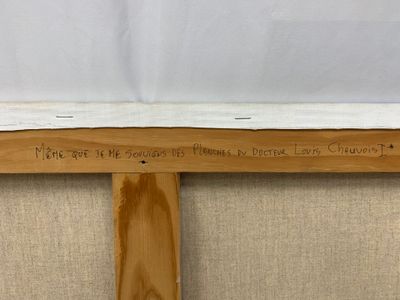 Même que je me souviens des Planches du Docteur Louis Chauvois I